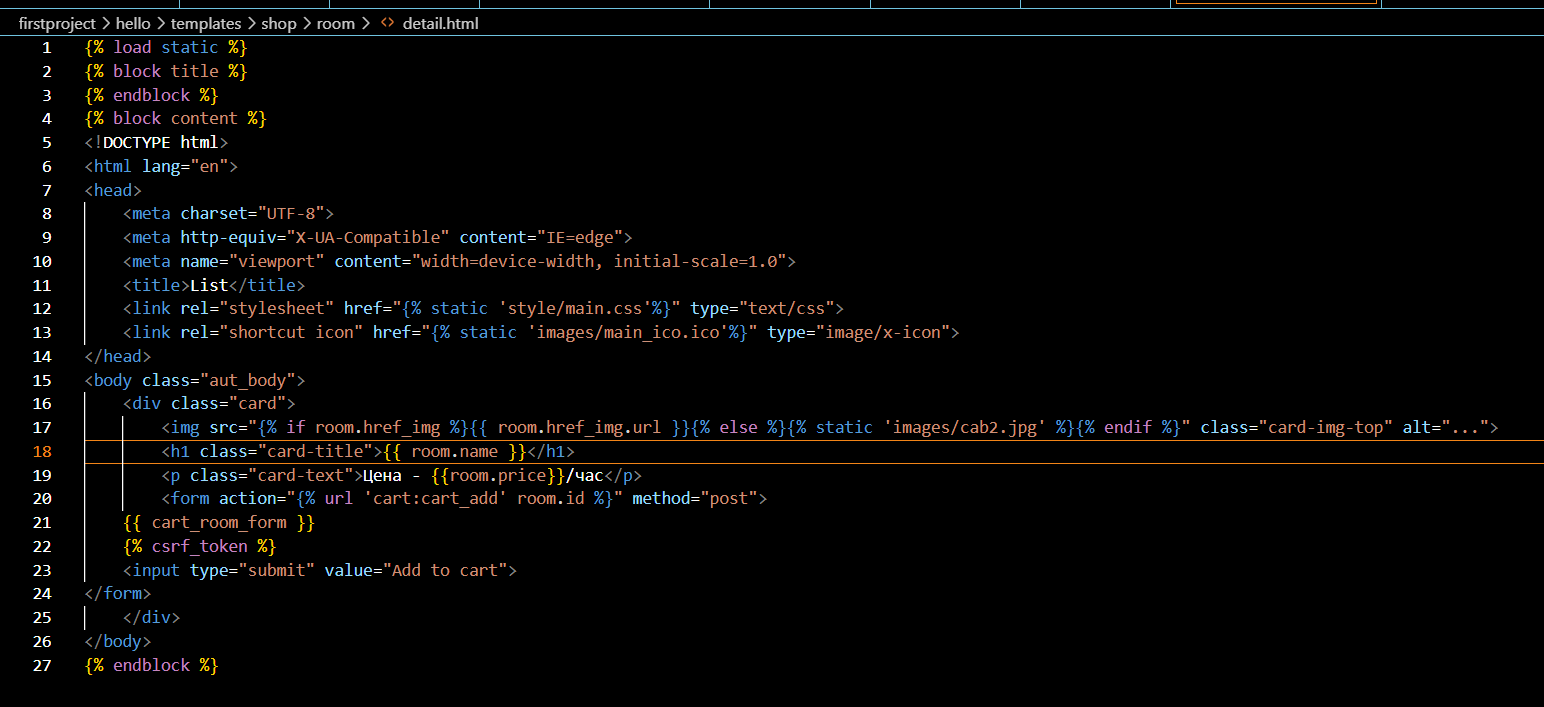 firstproject > hello > templates > shop > room > <> detail.html
1 {% load static %}
2 {% block title %}
3 {% endblock %}
4 {% block content %}
5 <!DOCTYPE html>
6 <html lang="en">
7 <head>
8     <meta charset="UTF-8">
9     <meta http-equiv="X-UA-Compatible" content="IE=edge">
10     <meta name="viewport" content="width=device-width, initial-scale=1.0">
11     <title>List</title>
12     <link rel="stylesheet" href="{% static 'style/main.css'%}" type="text/css">
13     <link rel="shortcut icon" href="{% static 'images/main_ico.ico'%}" type="image/x-icon">
14 </head>
15 <body class="aut_body">
16     <div class="card">
17         <img src="{% if room.href_img %}{{ room.href_img.url }}{% else %}{% static 'images/cab2.jpg' %}{% endif %}" class="card-img-top" alt="...">
18         <h1 class="card-title">{{ room.name }}</h1>
19         <p class="card-text">Цена - {{room.price}}/час</p>
20         <form action="{% url 'cart:cart_add' room.id %}" method="post">
21     {{ cart_room_form }}
22     {% csrf_token %}
23     <input type="submit" value="Add to cart">
24 </form>
25     </div>
26 </body>
27 {% endblock %}